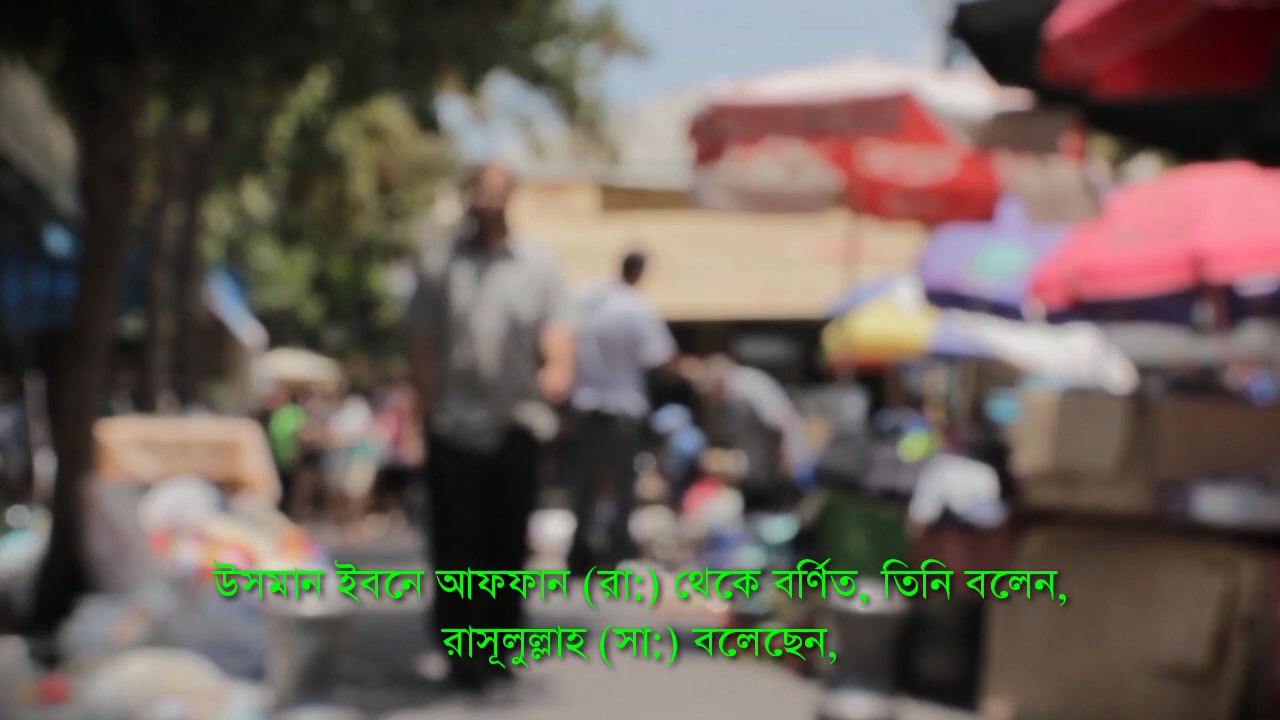 উসমান ইবনে আফফান (রা:) থেকে বর্ণিত, তিনি বলেন,
রাসূলুল্লাহ (সা:) বলেছেন,